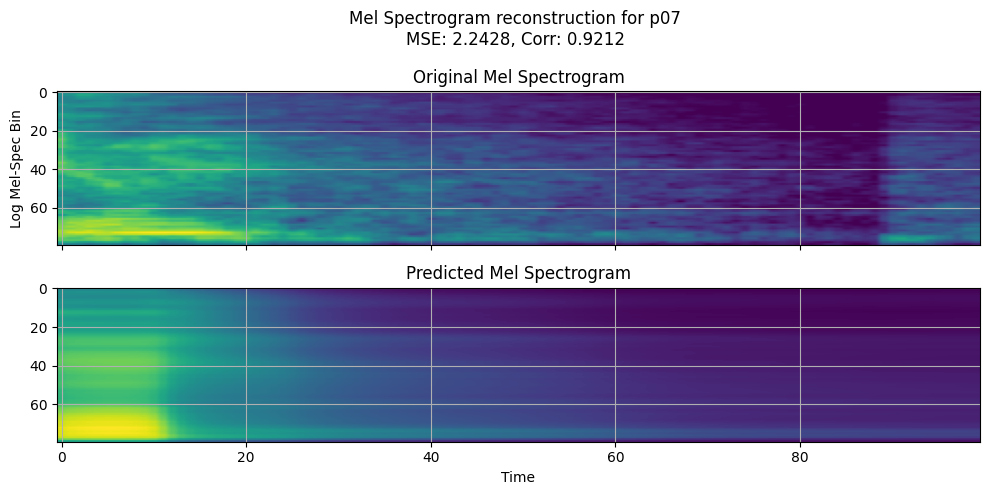 Mel Spectrogram reconstruction for p07
MSE: 2.2428, Corr: 0.9212
Original Mel Spectrogram
0
20
40
60
Log Mel-Spec Bin
Predicted Mel Spectrogram
0
20
40
60
0 20 40 60 80
Time